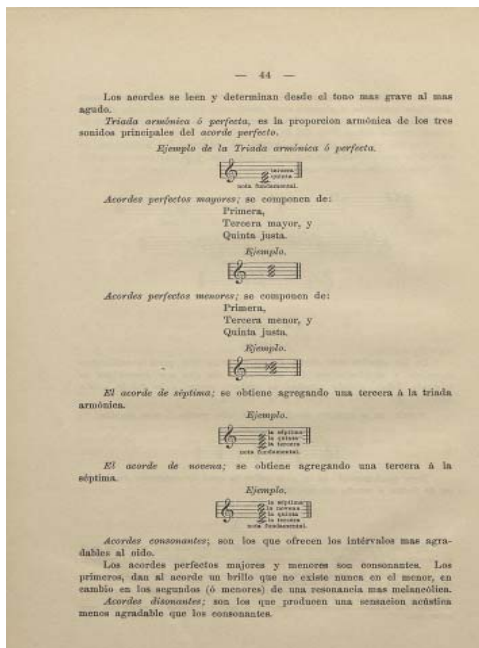 — 44 —
Los acordes se leen y determinan desde el tono mas grave al mas
agudo.
Triada armónica ó perfecta, es la proporcion armónica de los tres
sonidos principales del acorde perfecto.
Ejemplo de la Triada armónica ó perfecta.
tercera
quinta
nota fundamental.
Acordes perfectos mayores; se componen de:
Primera,
Tercera mayor, y
Quinta justa.
Ejemplo.
Acordes perfectos menores; se componen de:
Primera,
Tercera menor, y
Quinta justa.
Ejemplo.
El acorde de séptima; se obtiene agregando una tercera á la triada
armónica.
Ejemplo.
la séptima
la quinta
la tercera
nota fundamental.
El acorde de novena; se obtiene agregando una tercera á la
séptima.
Ejemplo.
la séptima
la novena
la quinta
la tercera
nota fundamental.
Acordes consonantes; son los que ofrecen los intérvalos mas agra-
dables al oido.
Los acordes perfectos majores y menores son consonantes. Los
primeros, dan al acorde un brillo que no existe nunca en el menor, en
cambio en los segundos (ó menores) de una resonancia mas melancólica.
Acordes disonantes; son los que producen una sensacion acústica
menos agradable que los consonantes.